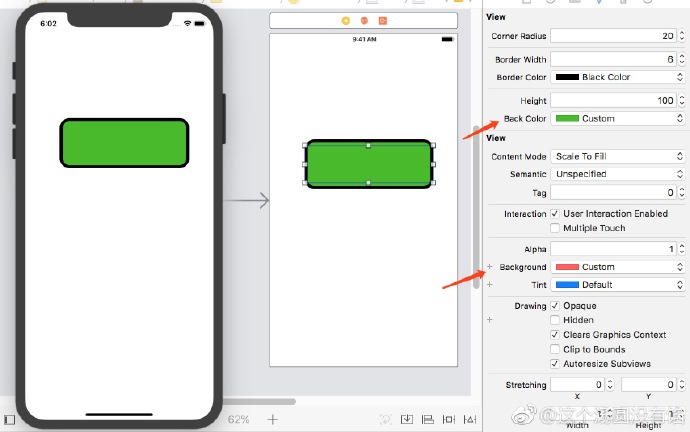 6:02
9:41 AM
View
Corner Radius 20
Border Width 6
Border Color Black Color
Height 100
Back Color Custom
View
Content Mode Scale To Fill
Semantic Unspecified
Tag 0
Interaction User Interaction Enabled
Multiple Touch
Alpha 1
Background Custom
Tint Default
Drawing Opaque
Hidden
Clears Graphics Context
Clip to Bounds
Autoresize Subviews
Stretching 0 0
X Y
62%
Width Height